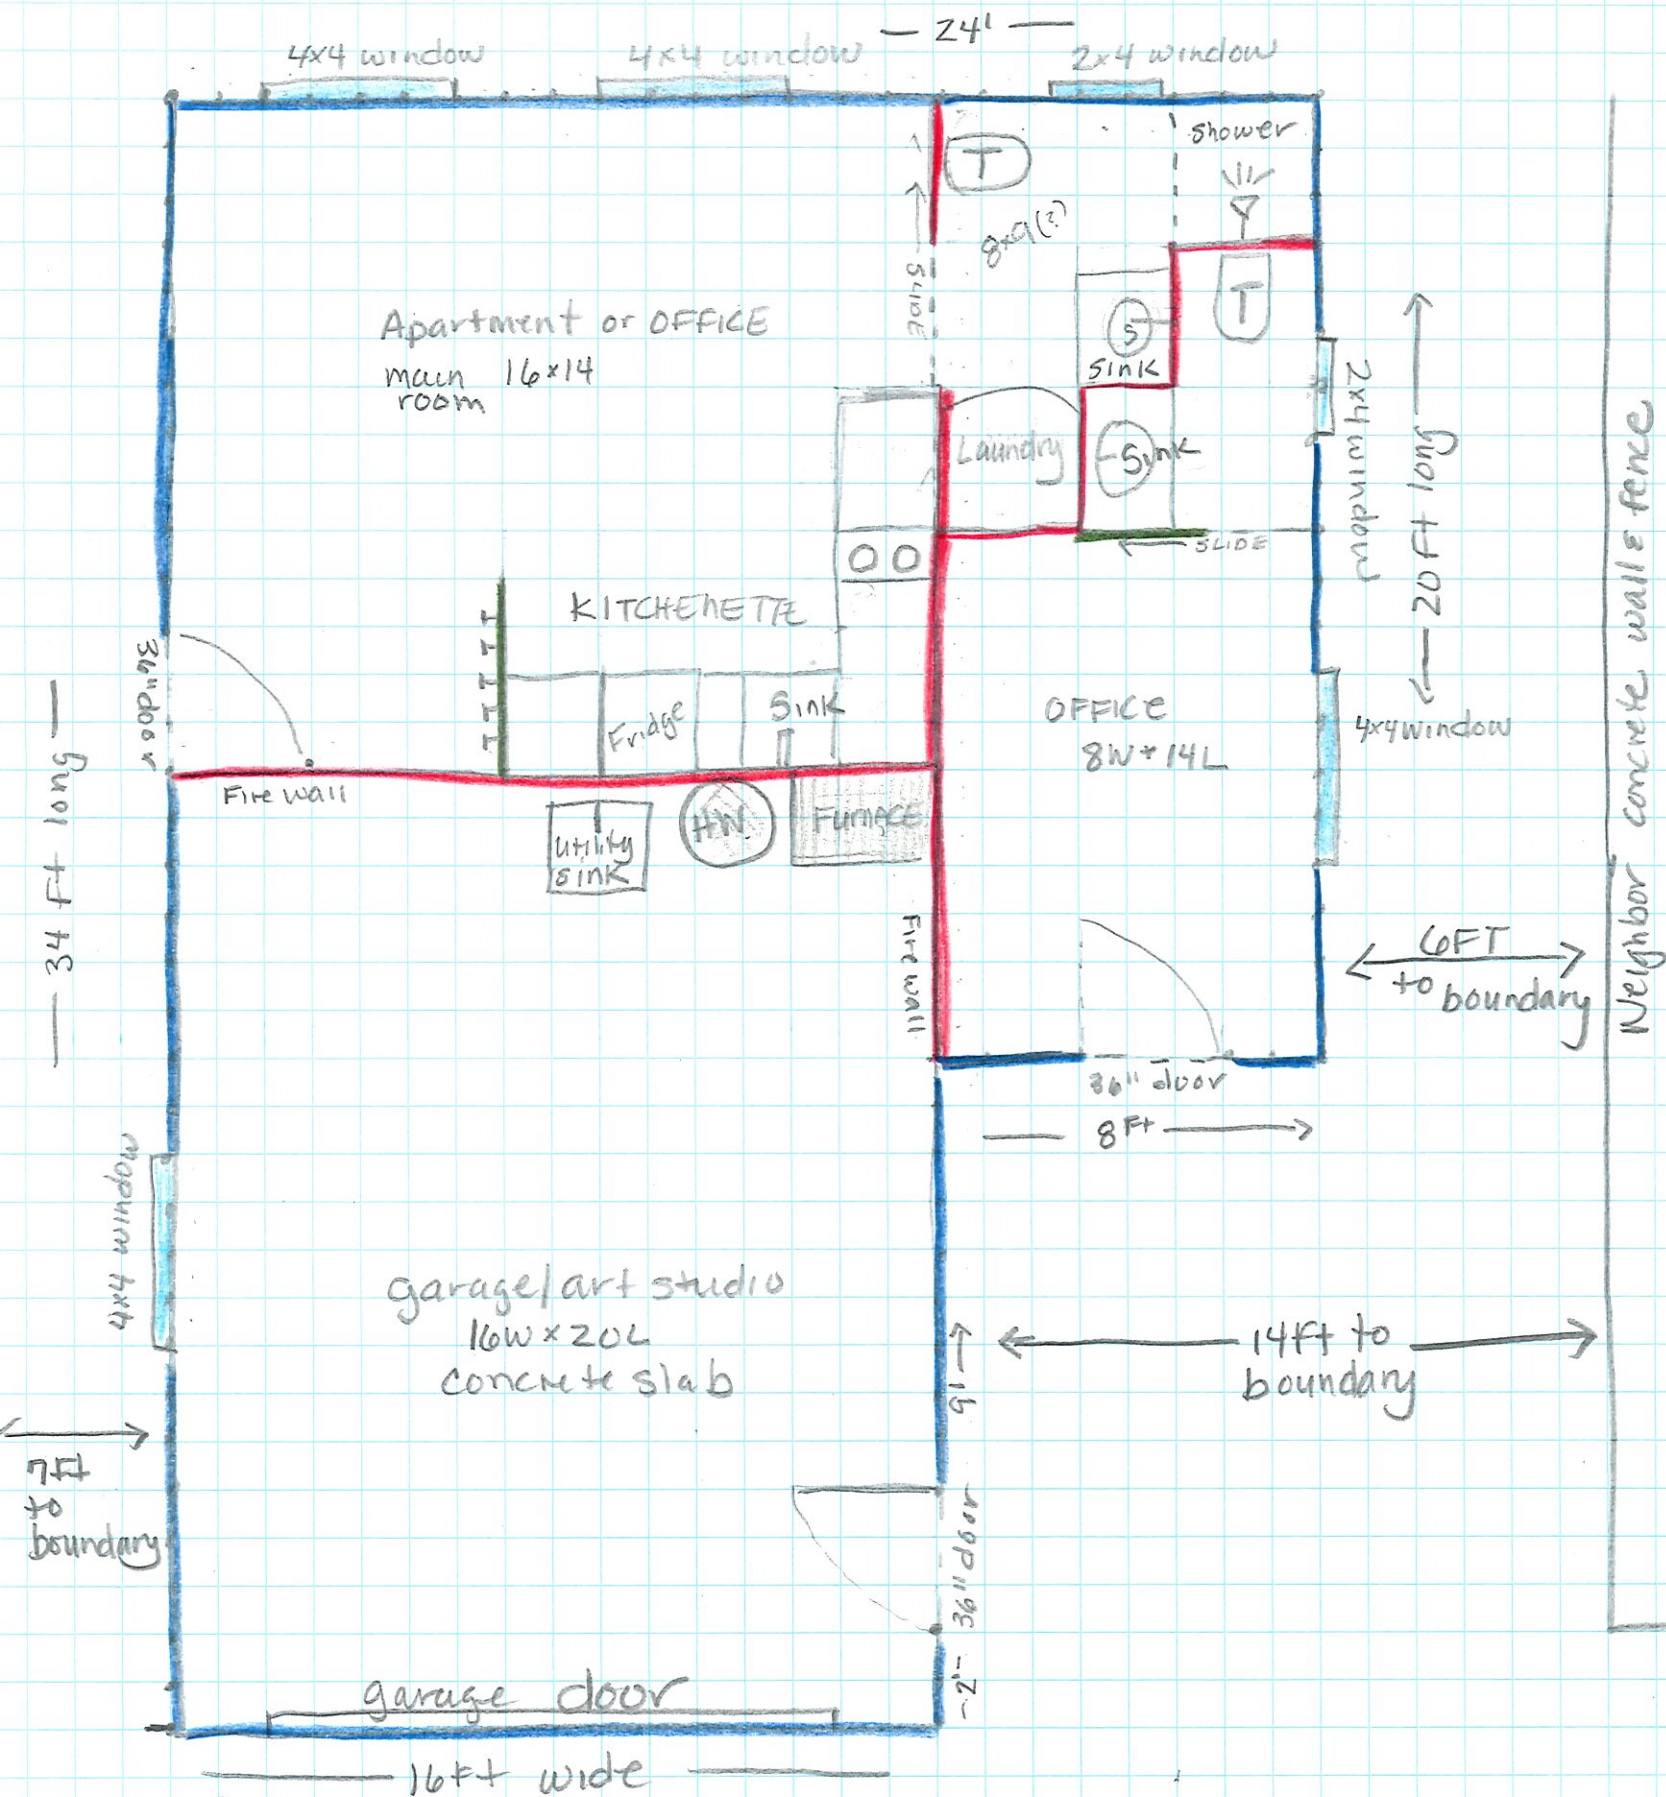 — 24' —
4x4 window
4x4 window
2x4 window
shower
T
8x9(?)
SLIDE
T
S
Sink
Apartment or OFFICE
main 16x14
room
Laundry
Sink
SLIDE
2x4 window
20 Ft long
Neighbor concrete wall & fence
KITCHENETTE
36" door
Fridge
Sink
OFFICE
8W x 14L
4x4 window
Fire wall
utility
sink
HW
Furnace
Fire wall
34 Ft long
6FT
to boundary
36" door
8 Ft
4x4 window
garage/art studio
16W x 20L
concrete slab
9'
14ft to
boundary
7Ft
to
boundary
36" door
-2'-
garage door
16Ft wide